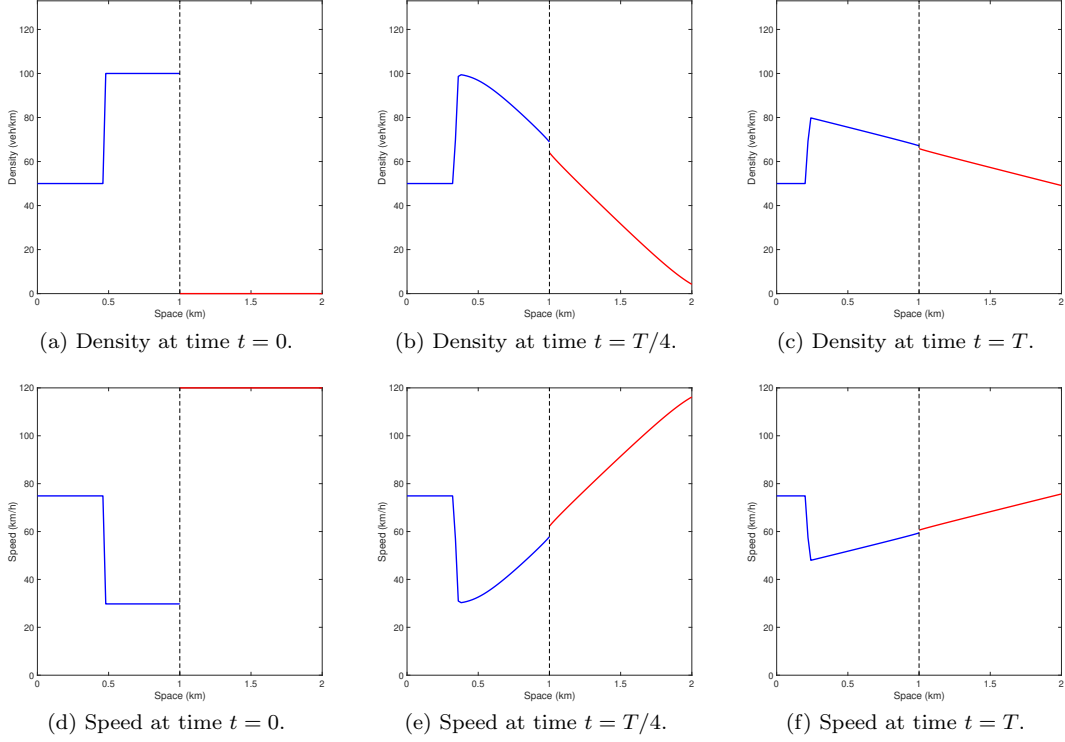 120
100
80
60
40
20
0
Density (veh/km)
0 0.5 1 1.5 2
Space (km)
(a) Density at time t = 0.
120
100
80
60
40
20
0
Density (veh/km)
0 0.5 1 1.5 2
Space (km)
(b) Density at time t = T/4.
120
100
80
60
40
20
0
Density (veh/km)
0 0.5 1 1.5 2
Space (km)
(c) Density at time t = T.
120
100
80
60
40
20
0
Speed (km/h)
0 0.5 1 1.5 2
Space (km)
(d) Speed at time t = 0.
120
100
80
60
40
20
0
Speed (km/h)
0 0.5 1 1.5 2
Space (km)
(e) Speed at time t = T/4.
120
100
80
60
40
20
0
Speed (km/h)
0 0.5 1 1.5 2
Space (km)
(f) Speed at time t = T.